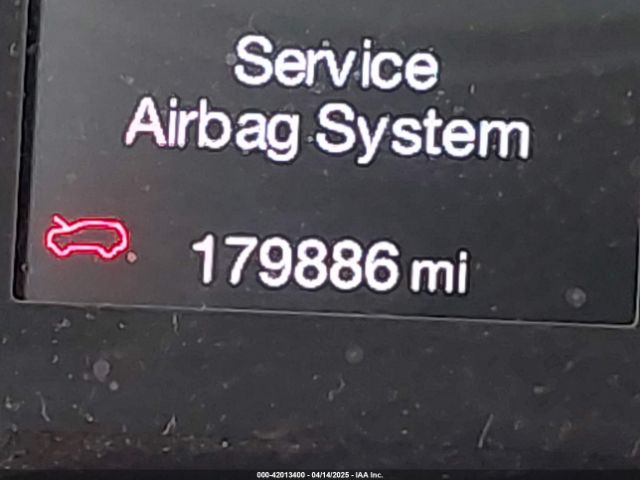 Service
Airbag System
179886 mi
000-42013400 - 04/14/2025 - IAA Inc.